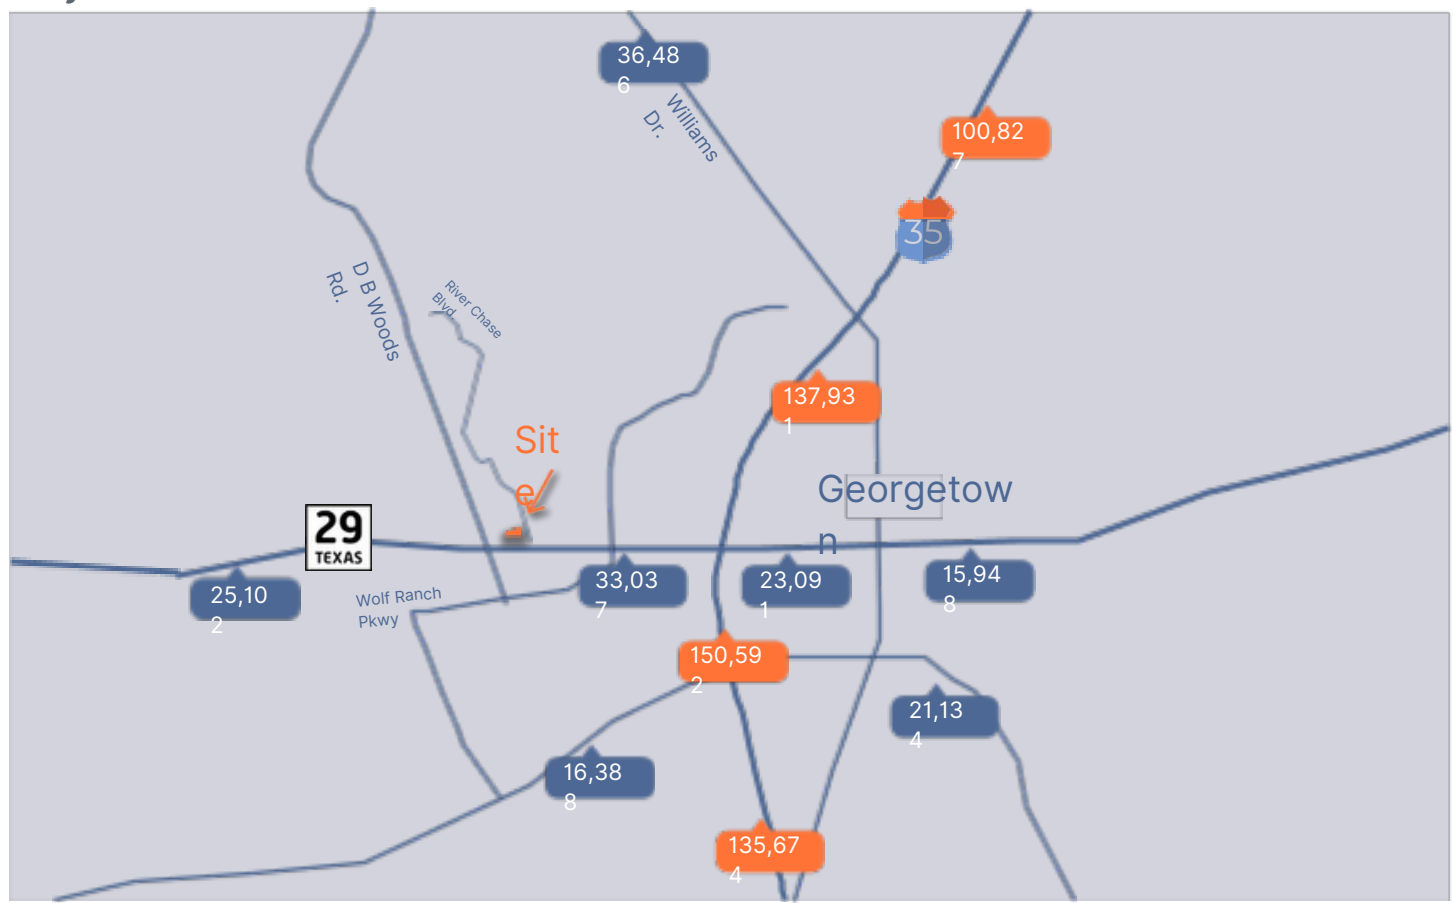 36,48
6
Williams
Dr.
100,82
7
35
D B Woods
Rd.
River Chase
Blvd.
137,93
1
Sit
e
Georgetow
n
29
TEXAS
25,10
2
Wolf Ranch
Pkwy
33,03
7
23,09
1
15,94
8
150,59
2
21,13
4
16,38
8
135,67
4